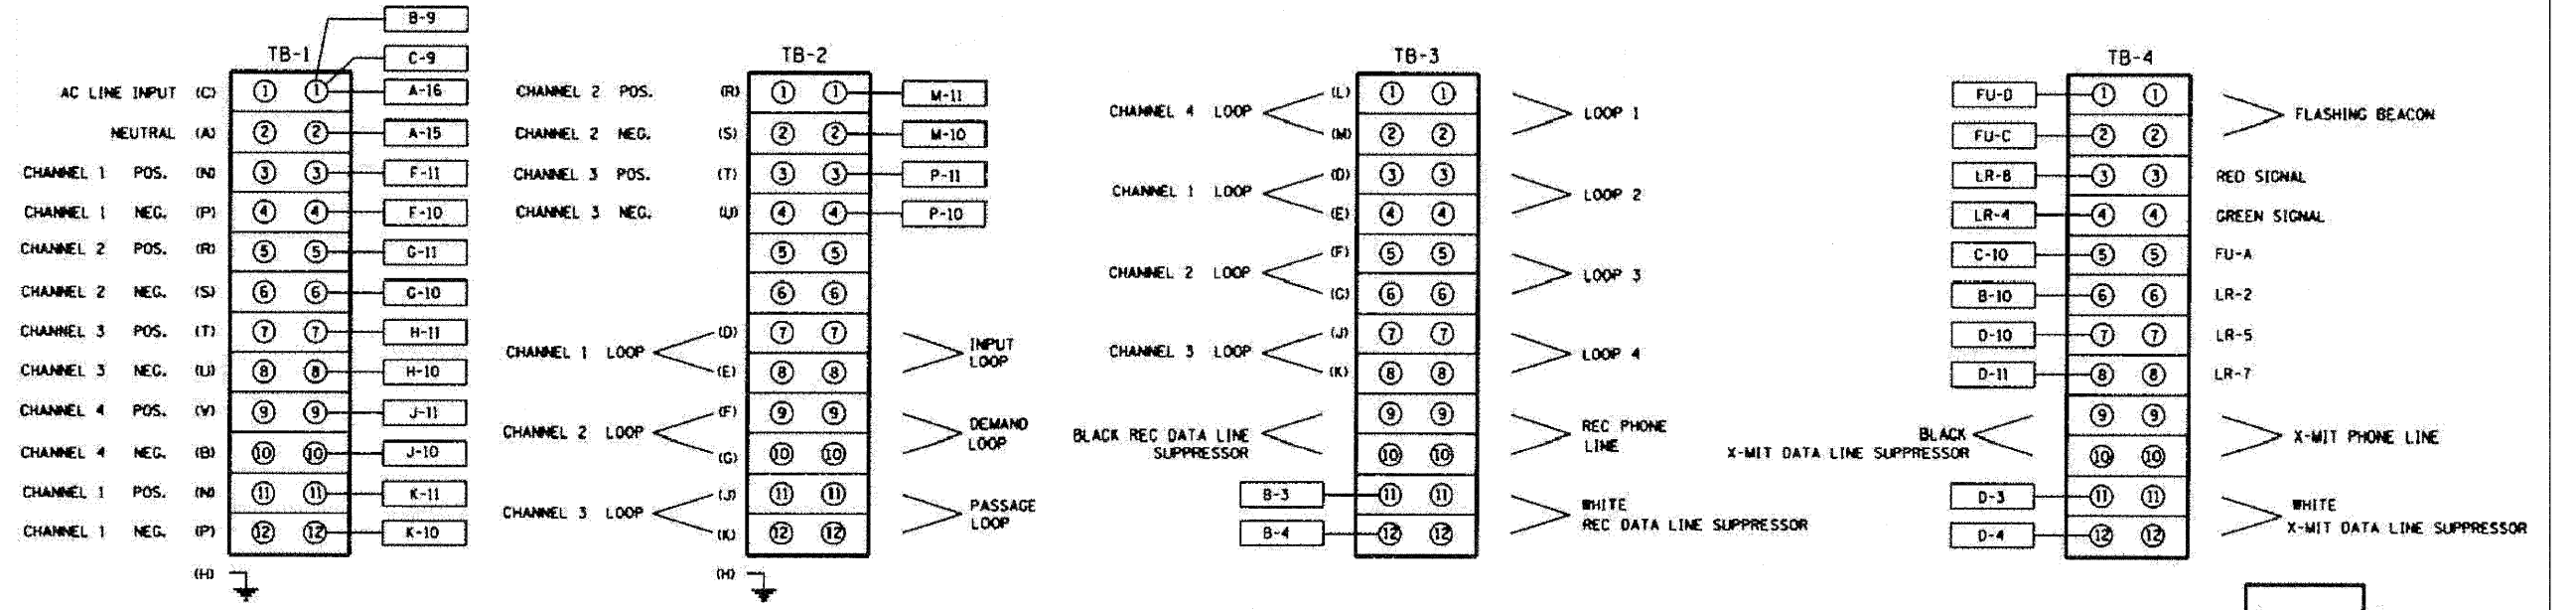 B-9
TB-1
C-9
AC LINE INPUT (C) 1 1 A-16
NEUTRAL (A) 2 2 A-15
CHANNEL 1 POS. (N) 3 3 F-11
CHANNEL 1 NEG. (P) 4 4 F-10
CHANNEL 2 POS. (R) 5 5 G-11
CHANNEL 2 NEG. (S) 6 6 G-10
CHANNEL 3 POS. (T) 7 7 H-11
CHANNEL 3 NEG. (U) 8 8 H-10
CHANNEL 4 POS. (V) 9 9 J-11
CHANNEL 4 NEG. (B) 10 10 J-10
CHANNEL 1 POS. (N) 11 11 K-11
CHANNEL 1 NEG. (P) 12 12 K-10
(H)
TB-2
CHANNEL 2 POS. (R) 1 1 M-11
CHANNEL 2 NEG. (S) 2 2 M-10
CHANNEL 3 POS. (T) 3 3 P-11
CHANNEL 3 NEG. (U) 4 4 P-10
5 5
6 6
(D) 7 7
CHANNEL 1 LOOP INPUT
LOOP
(E) 8 8
(F) 9 9
CHANNEL 2 LOOP DEMAND
LOOP
(G) 10 10
(J) 11 11
CHANNEL 3 LOOP PASSAGE
LOOP
(K) 12 12
(H)
TB-3
(L) 1 1
CHANNEL 4 LOOP LOOP 1
(M) 2 2
(D) 3 3
CHANNEL 1 LOOP LOOP 2
(E) 4 4
(F) 5 5
CHANNEL 2 LOOP LOOP 3
(G) 6 6
(J) 7 7
CHANNEL 3 LOOP LOOP 4
(K) 8 8
9 9
BLACK REC DATA LINE REC PHONE
SUPPRESSOR LINE
10 10
B-3 11 11
WHITE
REC DATA LINE SUPPRESSOR
B-4 12 12
TB-4
FU-D 1 1
FLASHING BEACON
FU-C 2 2
LR-8 3 3 RED SIGNAL
LR-4 4 4 GREEN SIGNAL
C-10 5 5 FU-A
B-10 6 6 LR-2
D-10 7 7 LR-5
D-11 8 8 LR-7
9 9
BLACK X-MIT PHONE LINE
X-MIT DATA LINE SUPPRESSOR
10 10
D-3 11 11
WHITE
X-MIT DATA LINE SUPPRESSOR
D-4 12 12